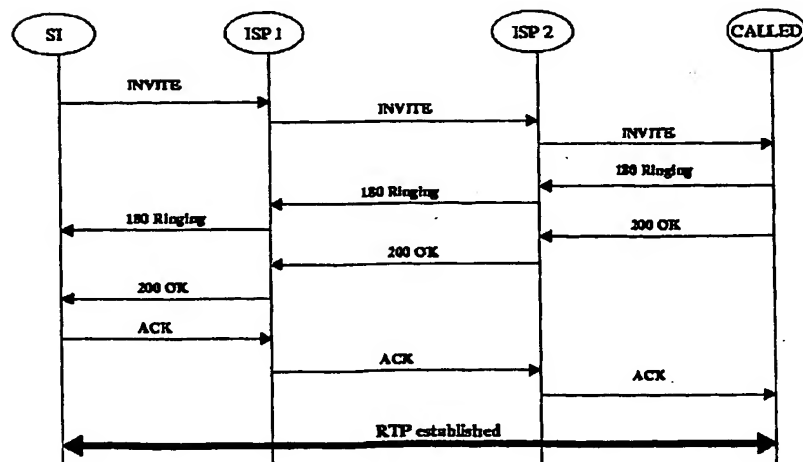 SI ISP 1 ISP 2 CALLED
INVITE
INVITE
INVITE
180 Ringing
180 Ringing
180 Ringing
200 OK
200 OK
200 OK
ACK
ACK
ACK
RTP established